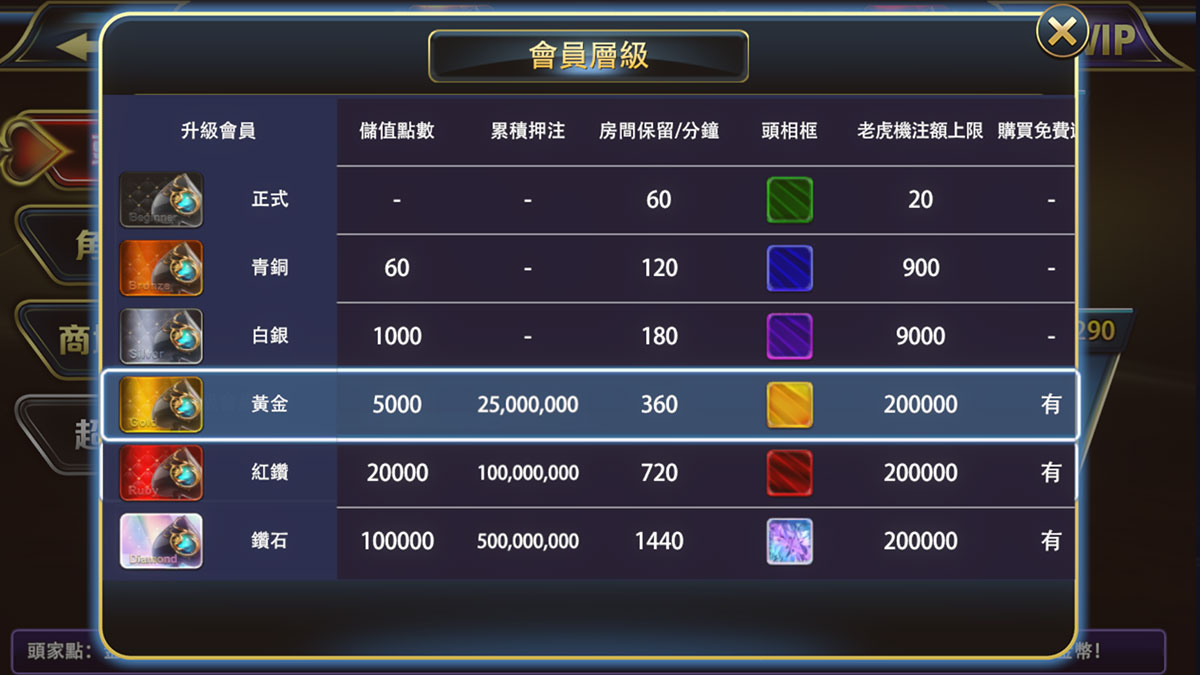 會員層級
VIP
升級會員 儲值點數 累積押注 房間保留/分鐘 頭相框 老虎機注額上限 購買免費
Beginner 正式 - - 60 20 -
Bronze 青銅 60 - 120 900 -
Silver 白銀 1000 - 180 9000 -
Gold 黃金 5000 25,000,000 360 200000 有
Ruby 紅鑽 20000 100,000,000 720 200000 有
Diamond 鑽石 100000 500,000,000 1440 200000 有
角
商
290
超
頭家點：
幣！